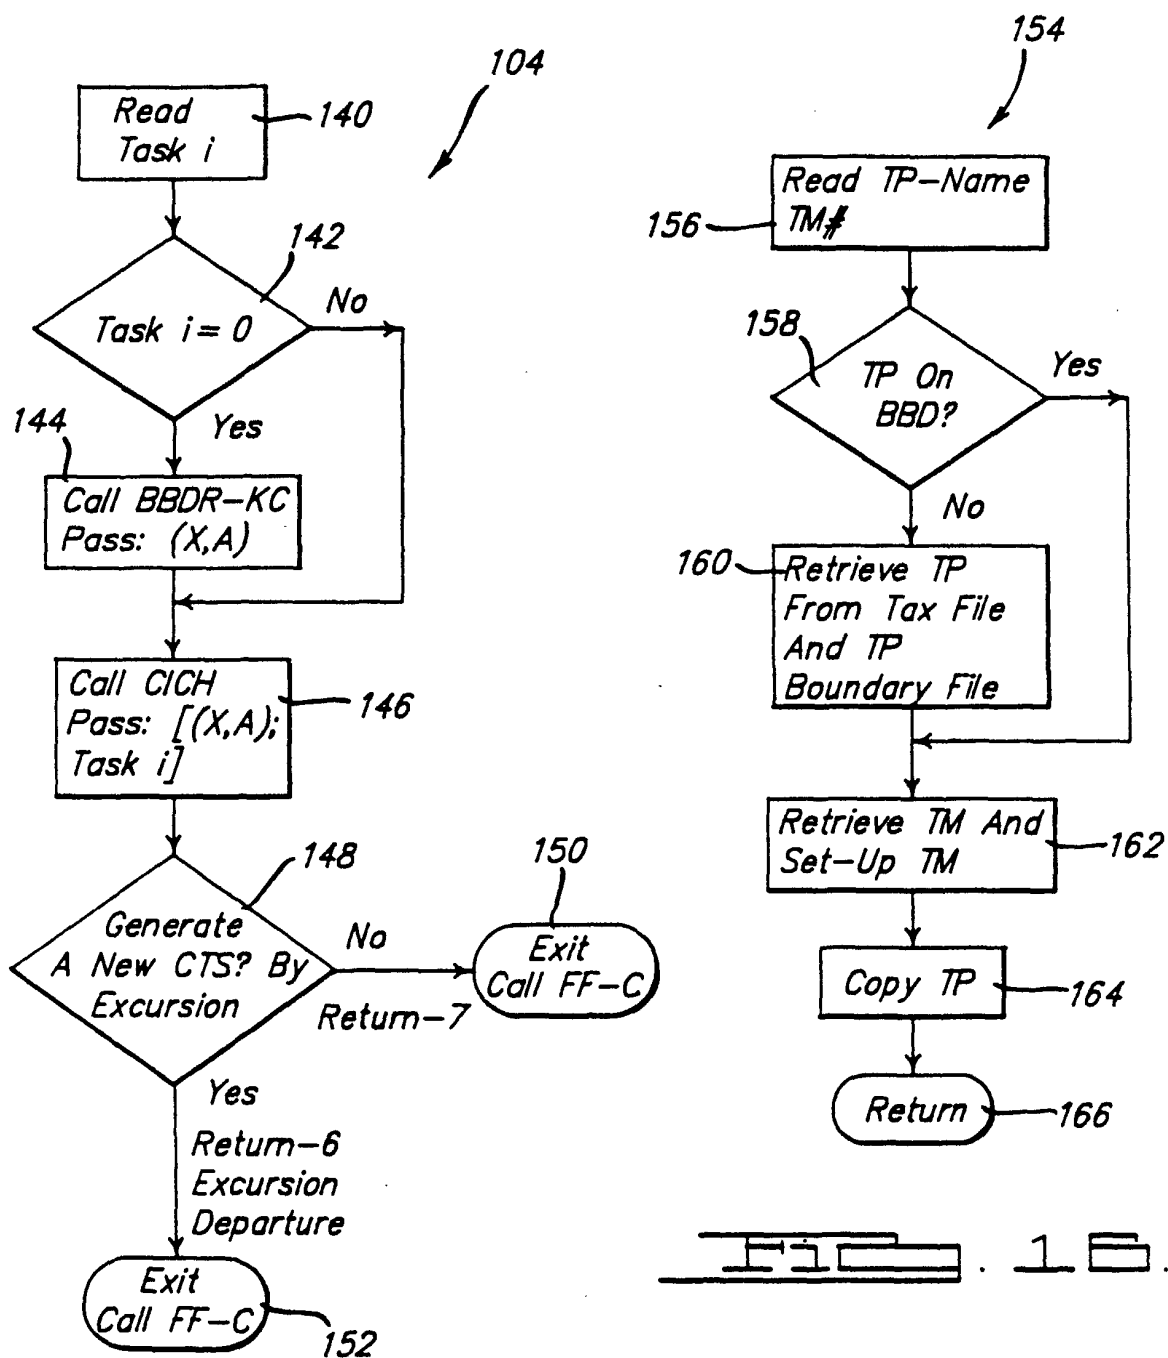 104
Read
Task i
140
142
Task i = 0
No
Yes
144
Call BBDR-KC
Pass: (X,A)
Call CICH
Pass: [(X,A);
Task i]
146
148
Generate
A New CTS? By
Excursion
No
Return-7
150
Exit
Call FF-C
Yes
Return-6
Excursion
Departure
Exit
Call FF-C
152
154
Read TP-Name
TM#
156
158
TP On
BBD?
Yes
No
160
Retrieve TP
From Tax File
And TP
Boundary File
Retrieve TM And
Set-Up TM
162
Copy TP
164
Return
166